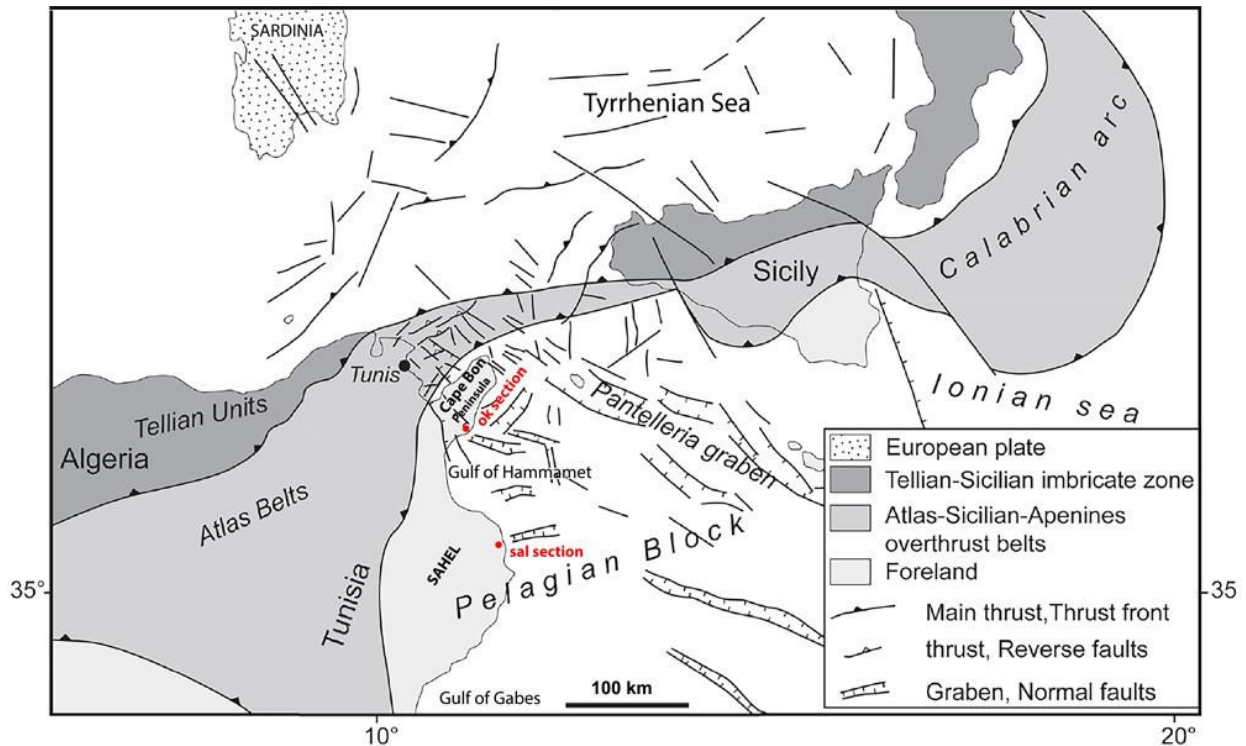 SARDINIA
Tyrrhenian Sea
Calabrian arc
Sicily
Tunis
Cape Bon
Peninsula
ok section
Pantelleria graben
Ionian sea
Tellian Units
Algeria
Gulf of Hammamet
Atlas Belts
SAHEL
sal section
Pelagian Block
Tunisia
Gulf of Gabes
100 km
European plate
Tellian-Sicilian imbricate zone
Atlas-Sicilian-Apenines
overthrust belts
Foreland
Main thrust,Thrust front
thrust, Reverse faults
Graben, Normal faults
35°
35
10°
20°